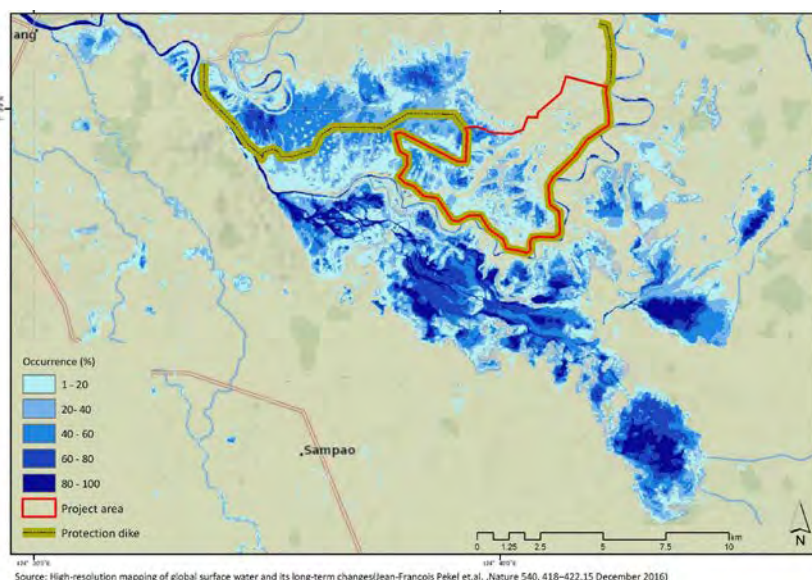 ang
Occurrence (%)
1 - 20
20 - 40
40 - 60
60 - 80
80 - 100
Project area
Protection dike
Sampao
0 1.25 2.5 5 7.5 10
km
N
Source: High-resolution mapping of global surface water and its long-term changes(Jean-Francois Pekel et.al. ,Nature 540, 418–422,15 December 2016)